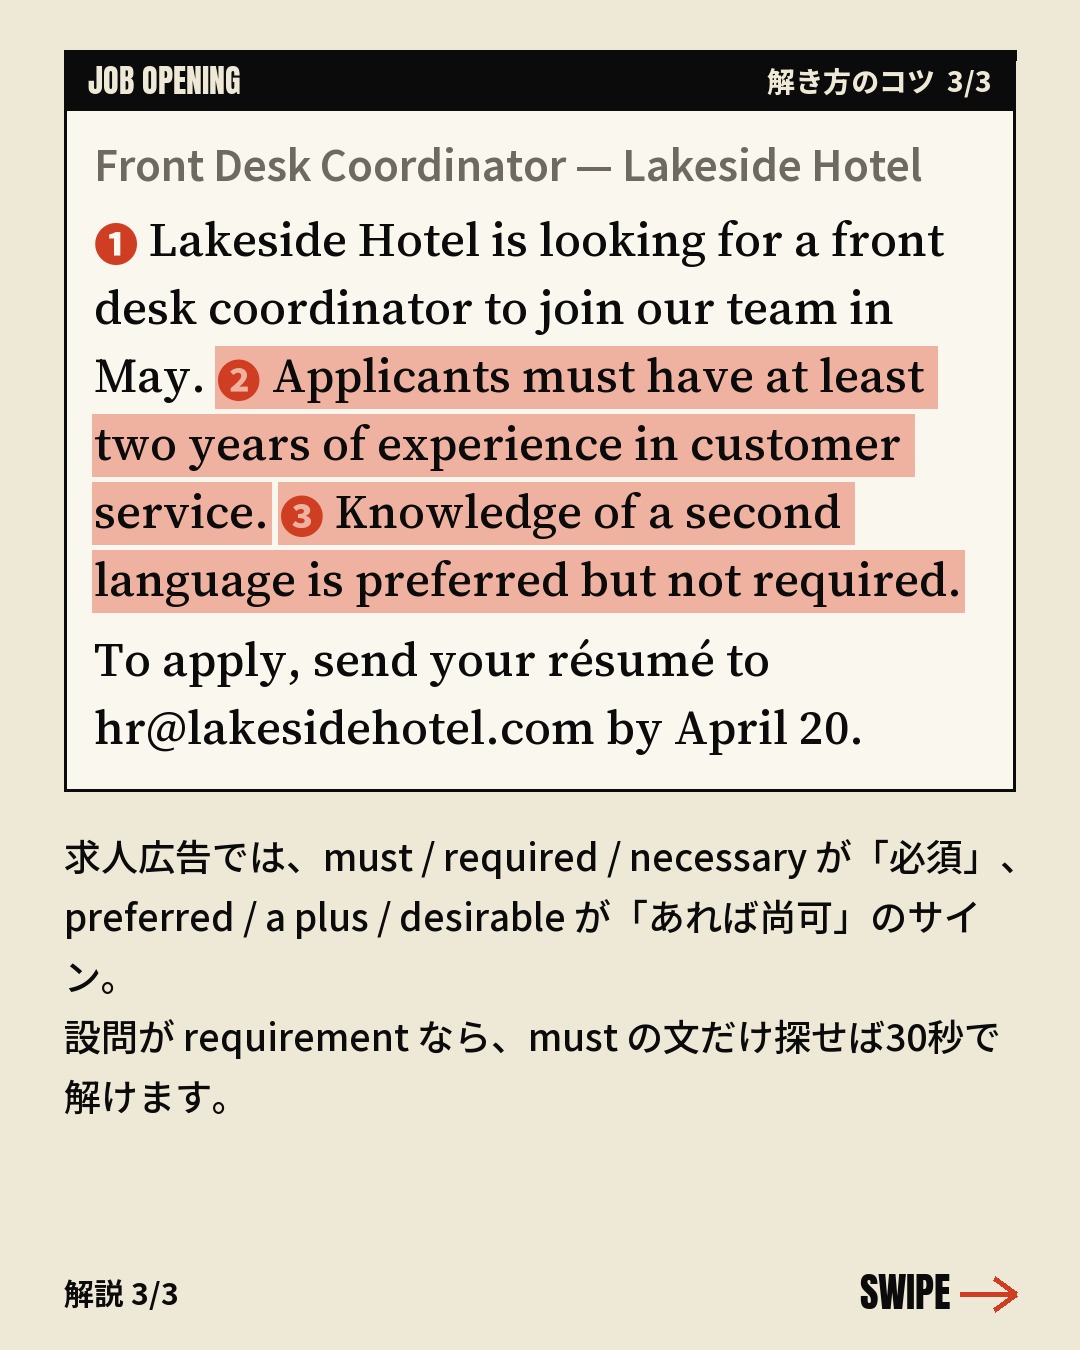 JOB OPENING
解き方のコツ 3/3
Front Desk Coordinator — Lakeside Hotel
❶ Lakeside Hotel is looking for a front
desk coordinator to join our team in
May. ❷ Applicants must have at least
two years of experience in customer
service. ❸ Knowledge of a second
language is preferred but not required.
To apply, send your résumé to
hr@lakesidehotel.com by April 20.
求人広告では、must / required / necessary が「必須」、
preferred / a plus / desirable が「あれば尚可」のサイ
ン。
設問が requirement なら、must の文だけ探せば30秒で
解けます。
解説 3/3
SWIPE →